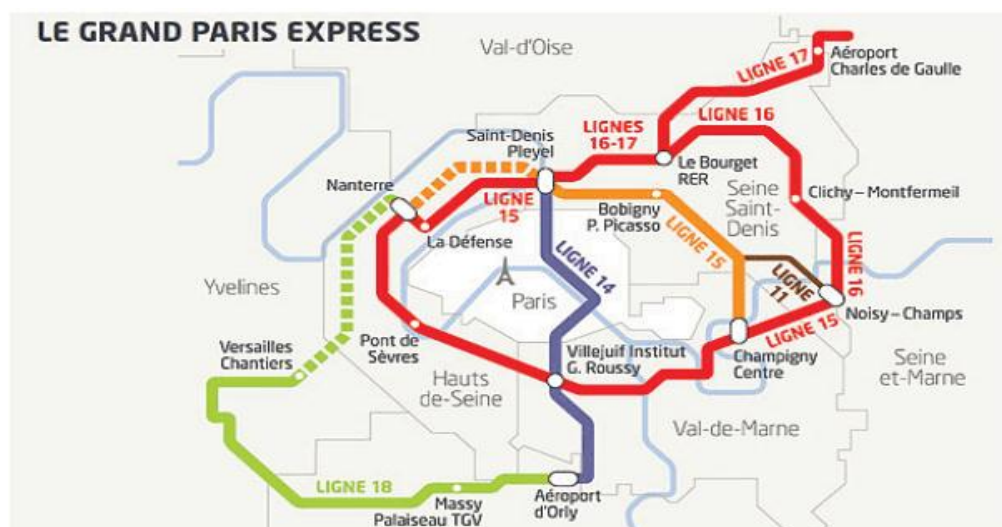 LE GRAND PARIS EXPRESS
Val-d'Oise
LIGNE 17
Aéroport
Charles de Gaulle
LIGNES
16-17
LIGNE 16
Saint-Denis
Pleyel
Le Bourget
RER
Nanterre
LIGNE
15
Bobigny
P. Picasso
Seine
Saint-
Denis
Clichy – Montfermeil
La Défense
LIGNE 15
LIGNE 14
LIGNE
11
LIGNE
16
Yvelines
Paris
Noisy – Champs
LIGNE 15
Pont de
Sèvres
Versailles
Chantiers
Villejuif Institut
G. Roussy
Champigny
Centre
Hauts
de-Seine
Seine
et-Marne
Val-de-Marne
LIGNE 18
Massy
Palaiseau TGV
Aéroport
d'Orly